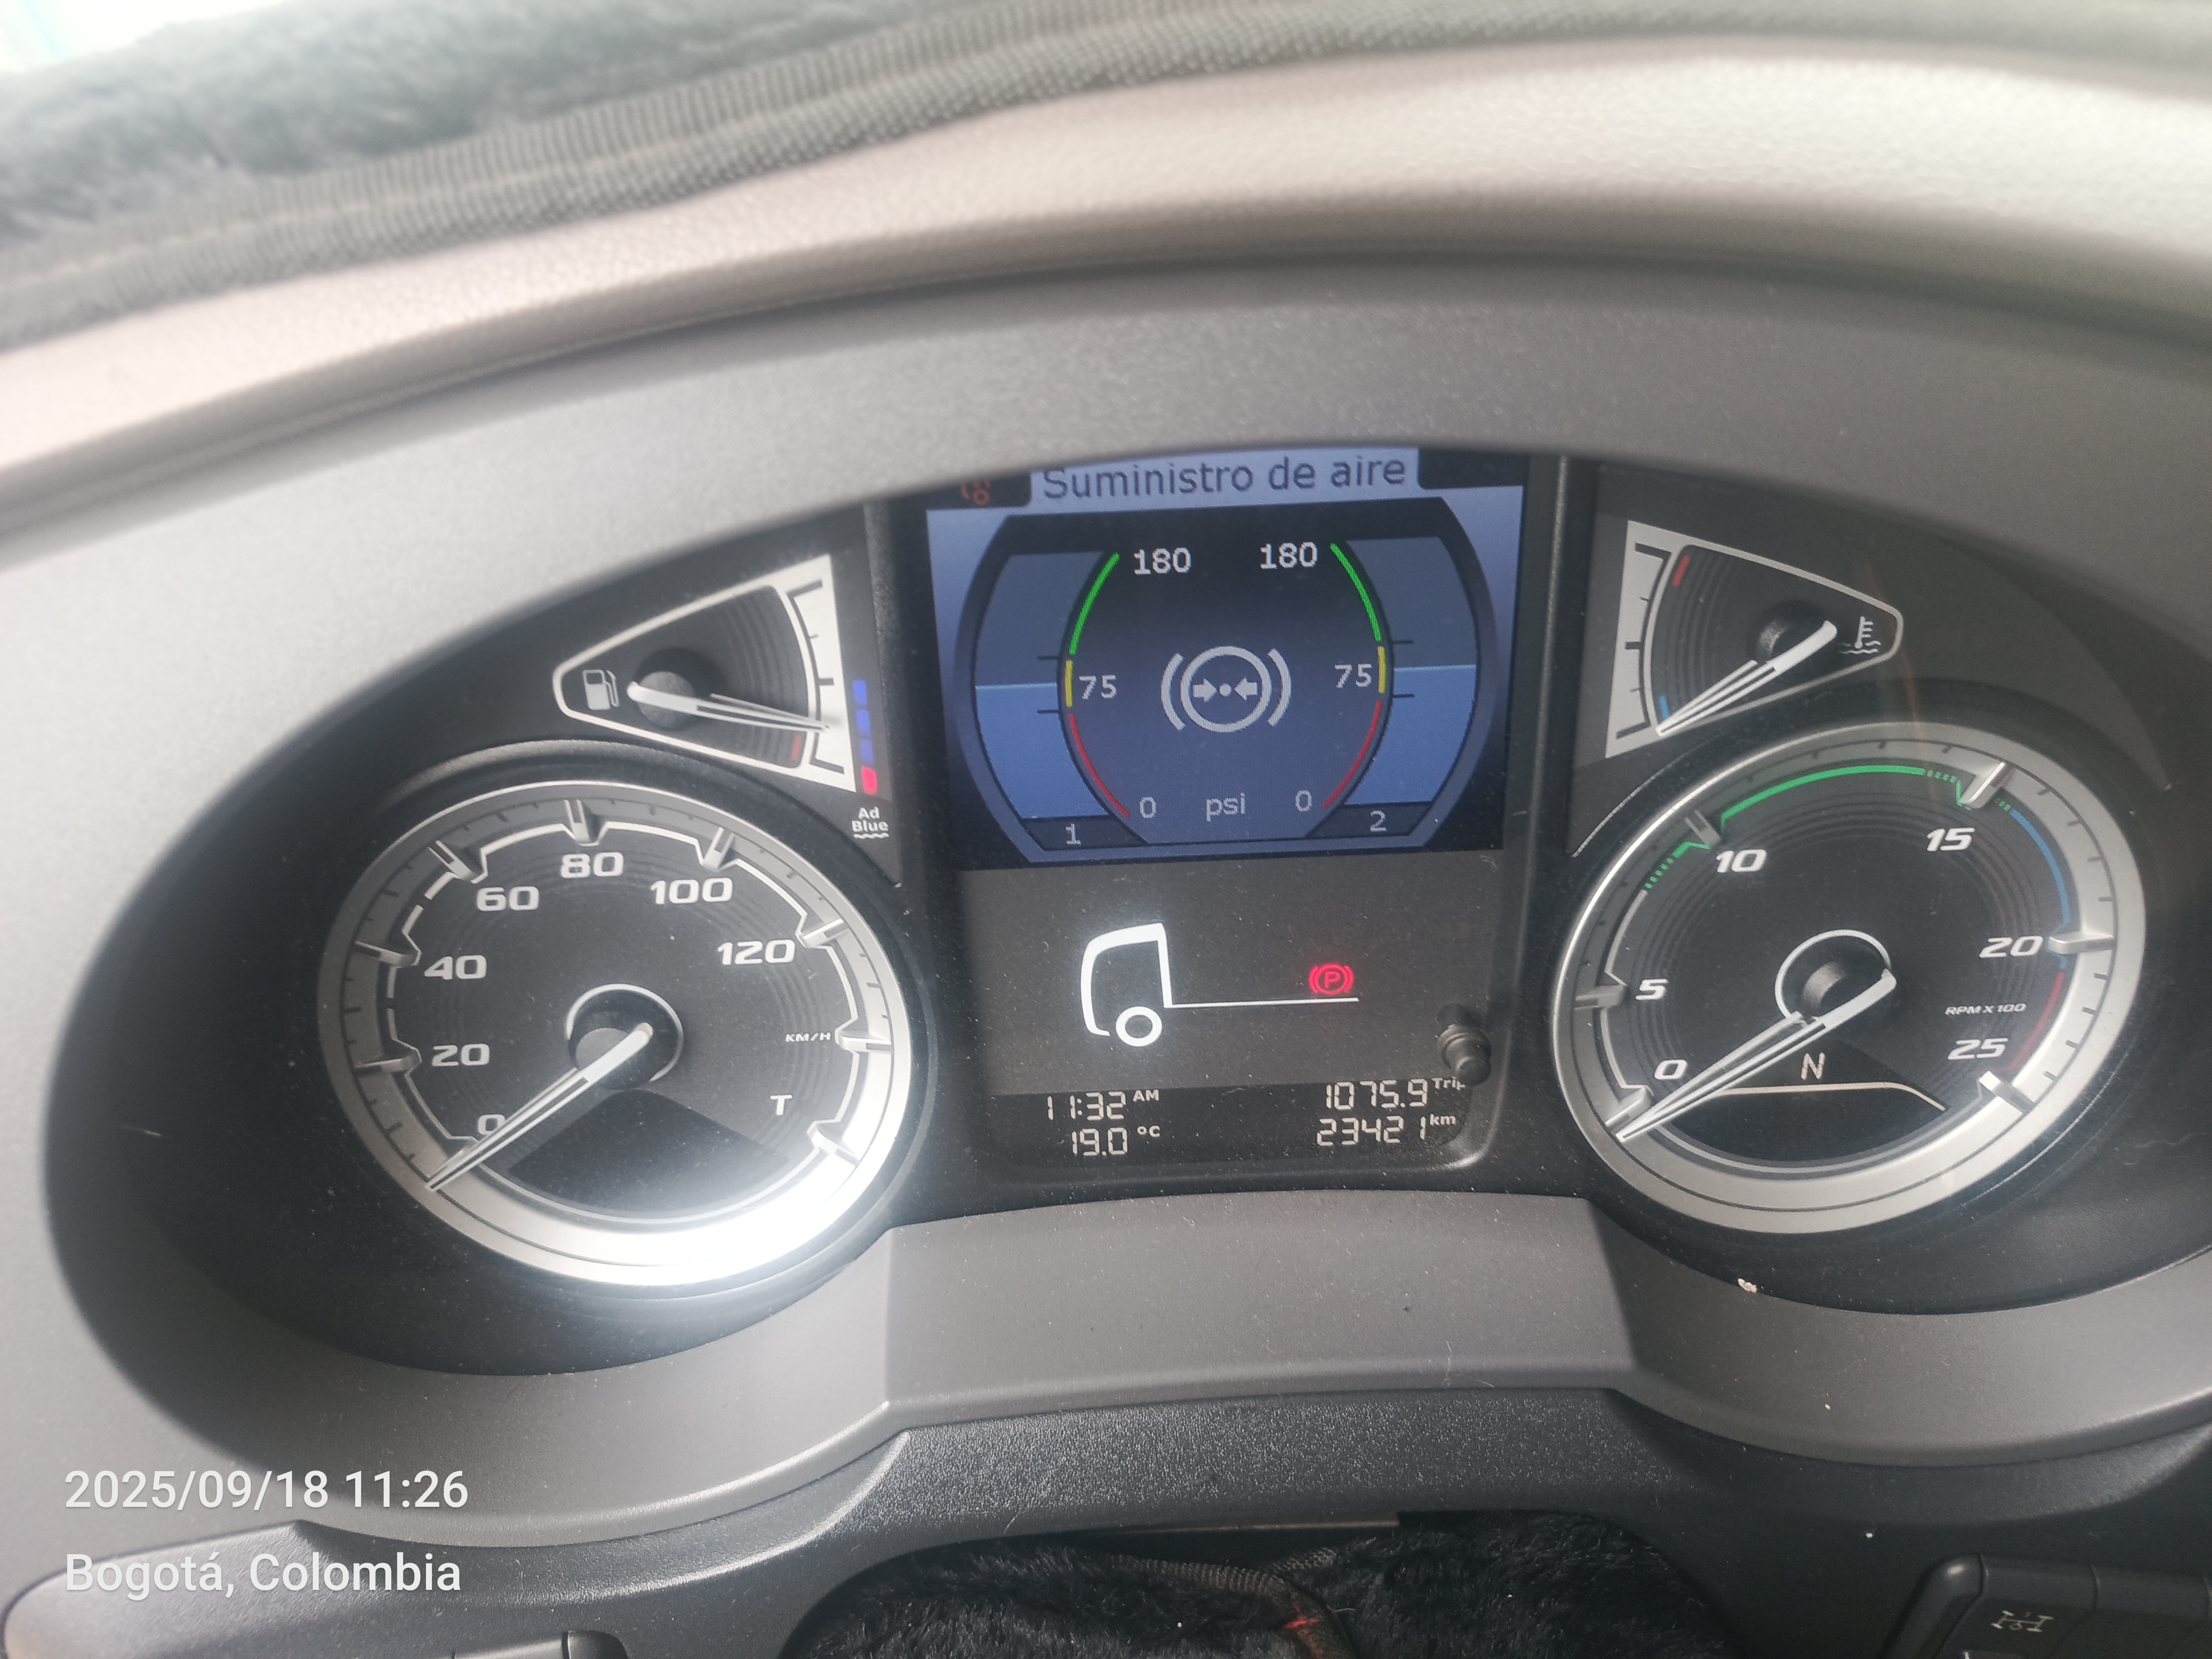 Suministro de aire
180 180
75 75
0 psi 0
1 2
Ad
Blue
80
60 100
40 120
20 KM/H
0 T
10 15
5 20
RPM X 100
0 25
N
P
11:32 AM 1075.9 Trip
19.0 °C 23421 km
2025/09/18 11:26
Bogotá, Colombia